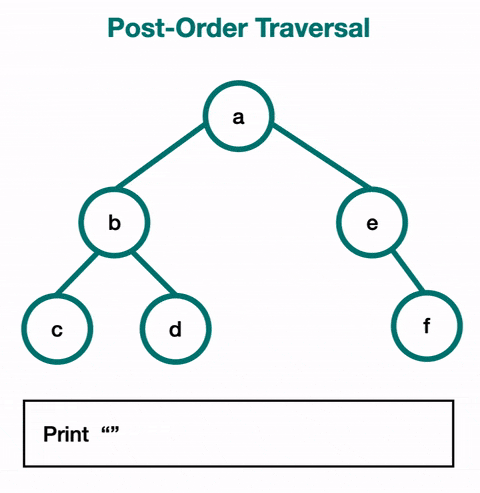 Post-Order Traversal
a
b
e
c
d
f
Print “”